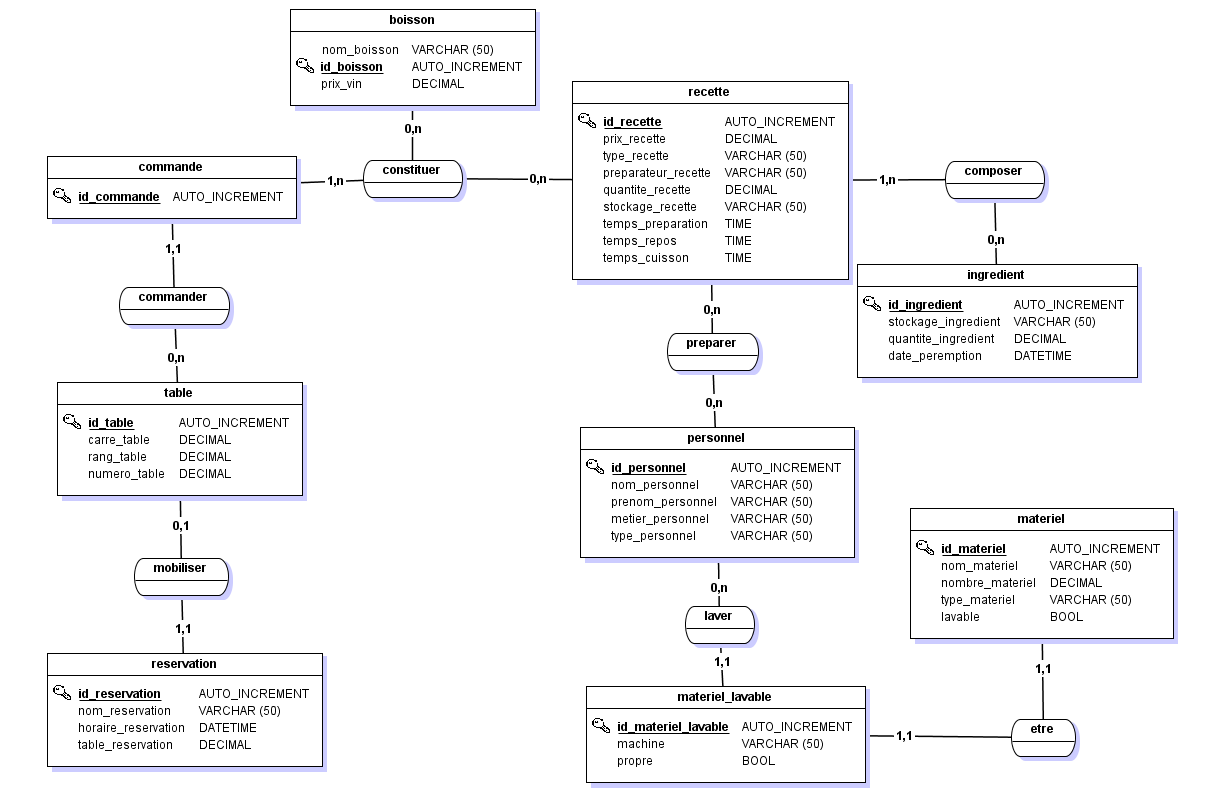 boisson
nom_boisson VARCHAR (50)
id_boisson AUTO_INCREMENT
prix_vin DECIMAL
0,n
recette
id_recette AUTO_INCREMENT
prix_recette DECIMAL
type_recette VARCHAR (50)
preparateur_recette VARCHAR (50)
quantite_recette DECIMAL
stockage_recette VARCHAR (50)
temps_preparation TIME
temps_repos TIME
temps_cuisson TIME
commande
id_commande AUTO_INCREMENT
1,n
constituer
0,n
1,n
composer
0,n
ingredient
id_ingredient AUTO_INCREMENT
stockage_ingredient VARCHAR (50)
quantite_ingredient DECIMAL
date_peremption DATETIME
1,1
commander
0,n
0,n
preparer
0,n
table
id_table AUTO_INCREMENT
carre_table DECIMAL
rang_table DECIMAL
numero_table DECIMAL
personnel
id_personnel AUTO_INCREMENT
nom_personnel VARCHAR (50)
prenom_personnel VARCHAR (50)
metier_personnel VARCHAR (50)
type_personnel VARCHAR (50)
0,1
mobiliser
1,1
materiel
id_materiel AUTO_INCREMENT
nom_materiel VARCHAR (50)
nombre_materiel DECIMAL
type_materiel VARCHAR (50)
lavable BOOL
0,n
laver
1,1
reservation
id_reservation AUTO_INCREMENT
nom_reservation VARCHAR (50)
horaire_reservation DATETIME
table_reservation DECIMAL
materiel_lavable
id_materiel_lavable AUTO_INCREMENT
machine VARCHAR (50)
propre BOOL
1,1
1,1
etre